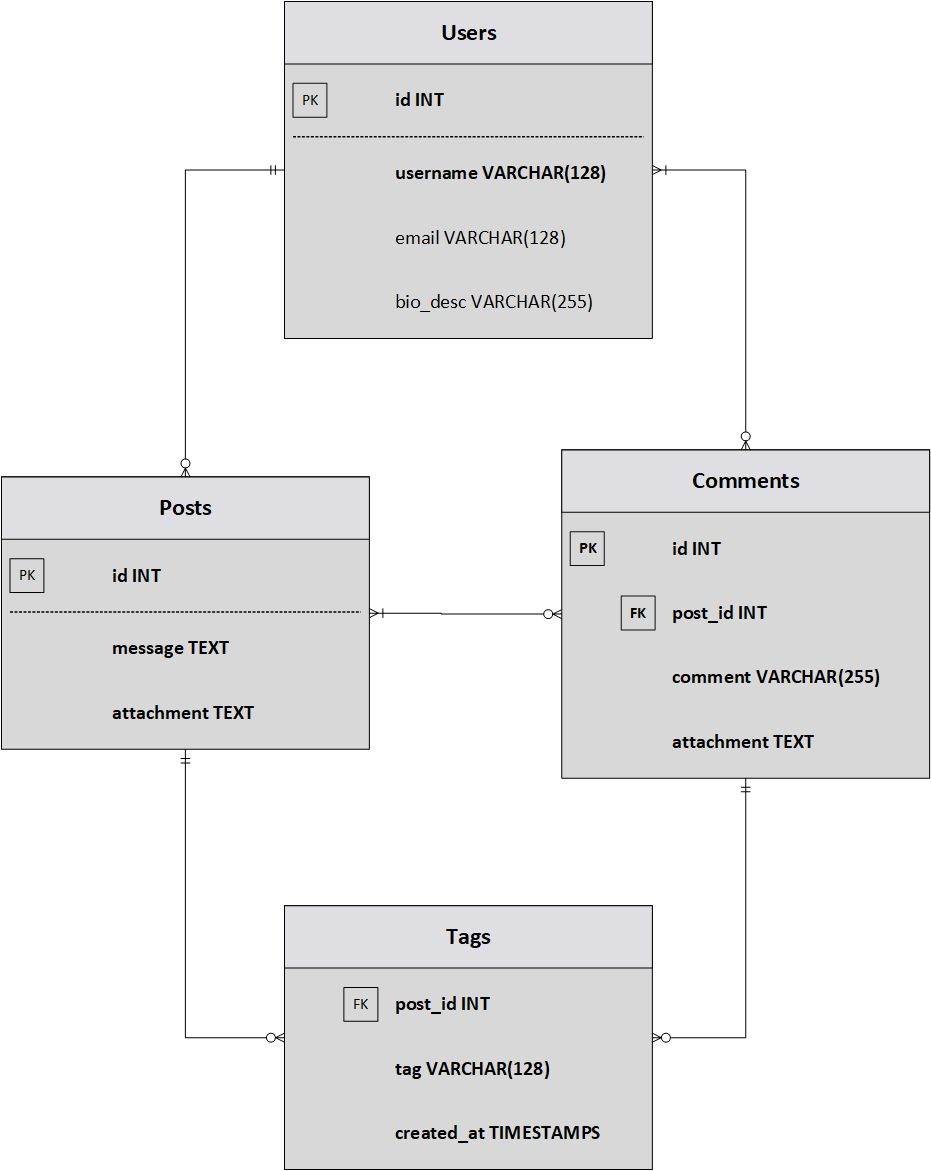 Users
PK id INT
username VARCHAR(128)
email VARCHAR(128)
bio_desc VARCHAR(255)
Posts
PK id INT
message TEXT
attachment TEXT
Comments
PK id INT
FK post_id INT
comment VARCHAR(255)
attachment TEXT
Tags
FK post_id INT
tag VARCHAR(128)
created_at TIMESTAMPS